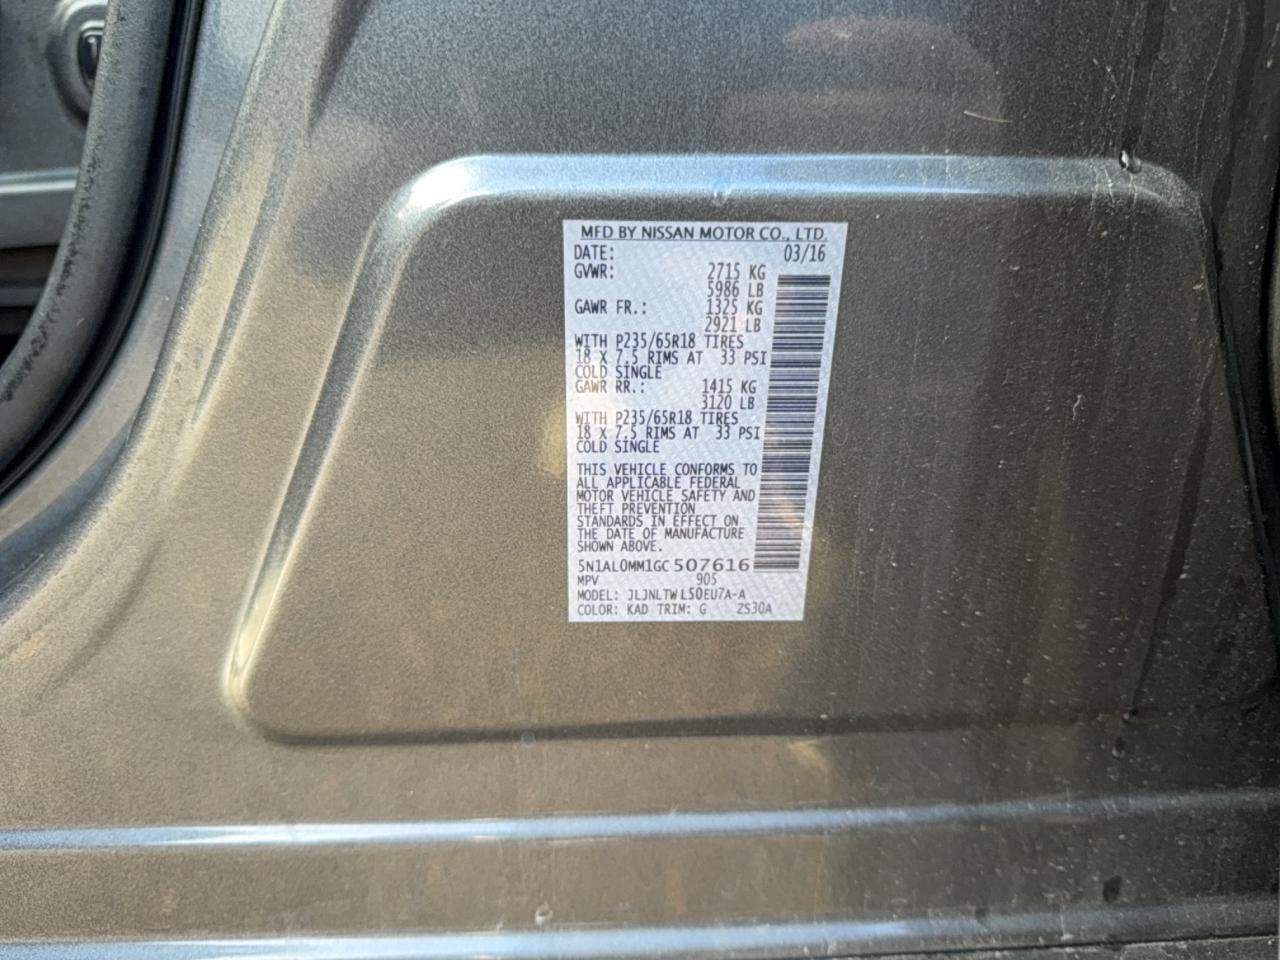 MFD BY NISSAN MOTOR CO., LTD.
DATE: 03/16
GVWR: 2715 KG
5986 LB
GAWR FR.: 1325 KG
2921 LB
WITH P235/65R18 TIRES
18 X 7.5 RIMS AT 33 PSI
COLD SINGLE
GAWR RR.: 1415 KG
3120 LB
WITH P235/65R18 TIRES
18 X 7.5 RIMS AT 33 PSI
COLD SINGLE
THIS VEHICLE CONFORMS TO
ALL APPLICABLE FEDERAL
MOTOR VEHICLE SAFETY AND
THEFT PREVENTION
STANDARDS IN EFFECT ON
THE DATE OF MANUFACTURE
SHOWN ABOVE.
5N1AL0MM1GC507616
MPV 905
MODEL: JLJNLTWL50EU7A-A
COLOR: KAD TRIM: G ZS30A